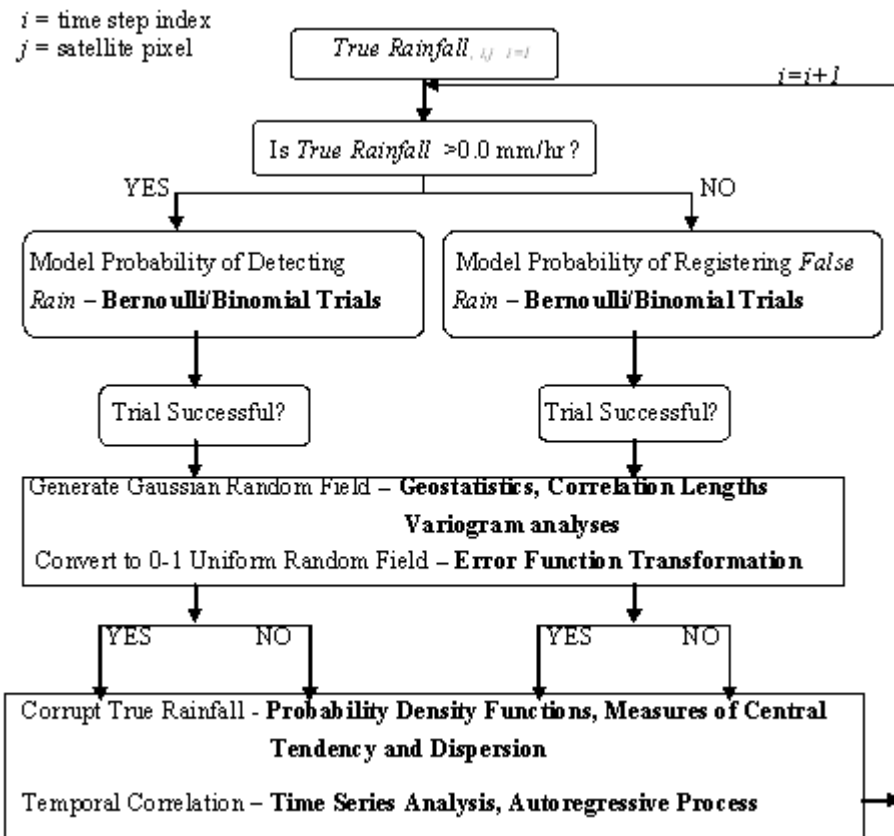 i = time step index
j = satellite pixel
True Rainfall, i,j i=1
i=i+1
Is True Rainfall >0.0 mm/hr?
YES
NO
Model Probability of Detecting
Rain – Bernoulli/Binomial Trials
Model Probability of Registering False
Rain – Bernoulli/Binomial Trials
Trial Successful?
Trial Successful?
Generate Gaussian Random Field – Geostatistics, Correlation Lengths
Variogram analyses
Convert to 0-1 Uniform Random Field – Error Function Transformation
YES
NO
YES
NO
Corrupt True Rainfall - Probability Density Functions, Measures of Central
Tendency and Dispersion
Temporal Correlation – Time Series Analysis, Autoregressive Process